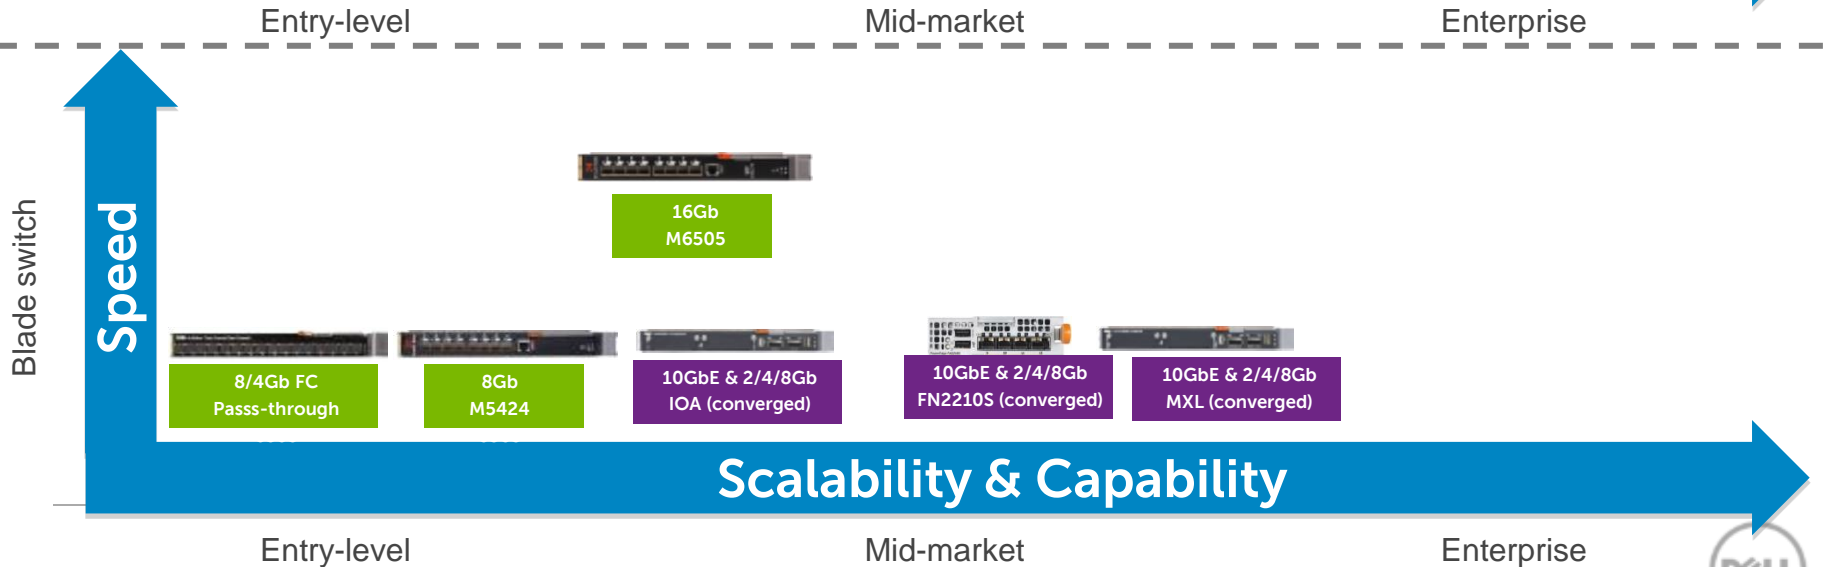 Entry-level
Mid-market
Enterprise
Blade switch
Speed
16Gb
M6505
8/4Gb FC
Passs-through
8Gb
M5424
10GbE & 2/4/8Gb
IOA (converged)
10GbE & 2/4/8Gb
FN2210S (converged)
10GbE & 2/4/8Gb
MXL (converged)
Scalability & Capability
Entry-level
Mid-market
Enterprise
DELL